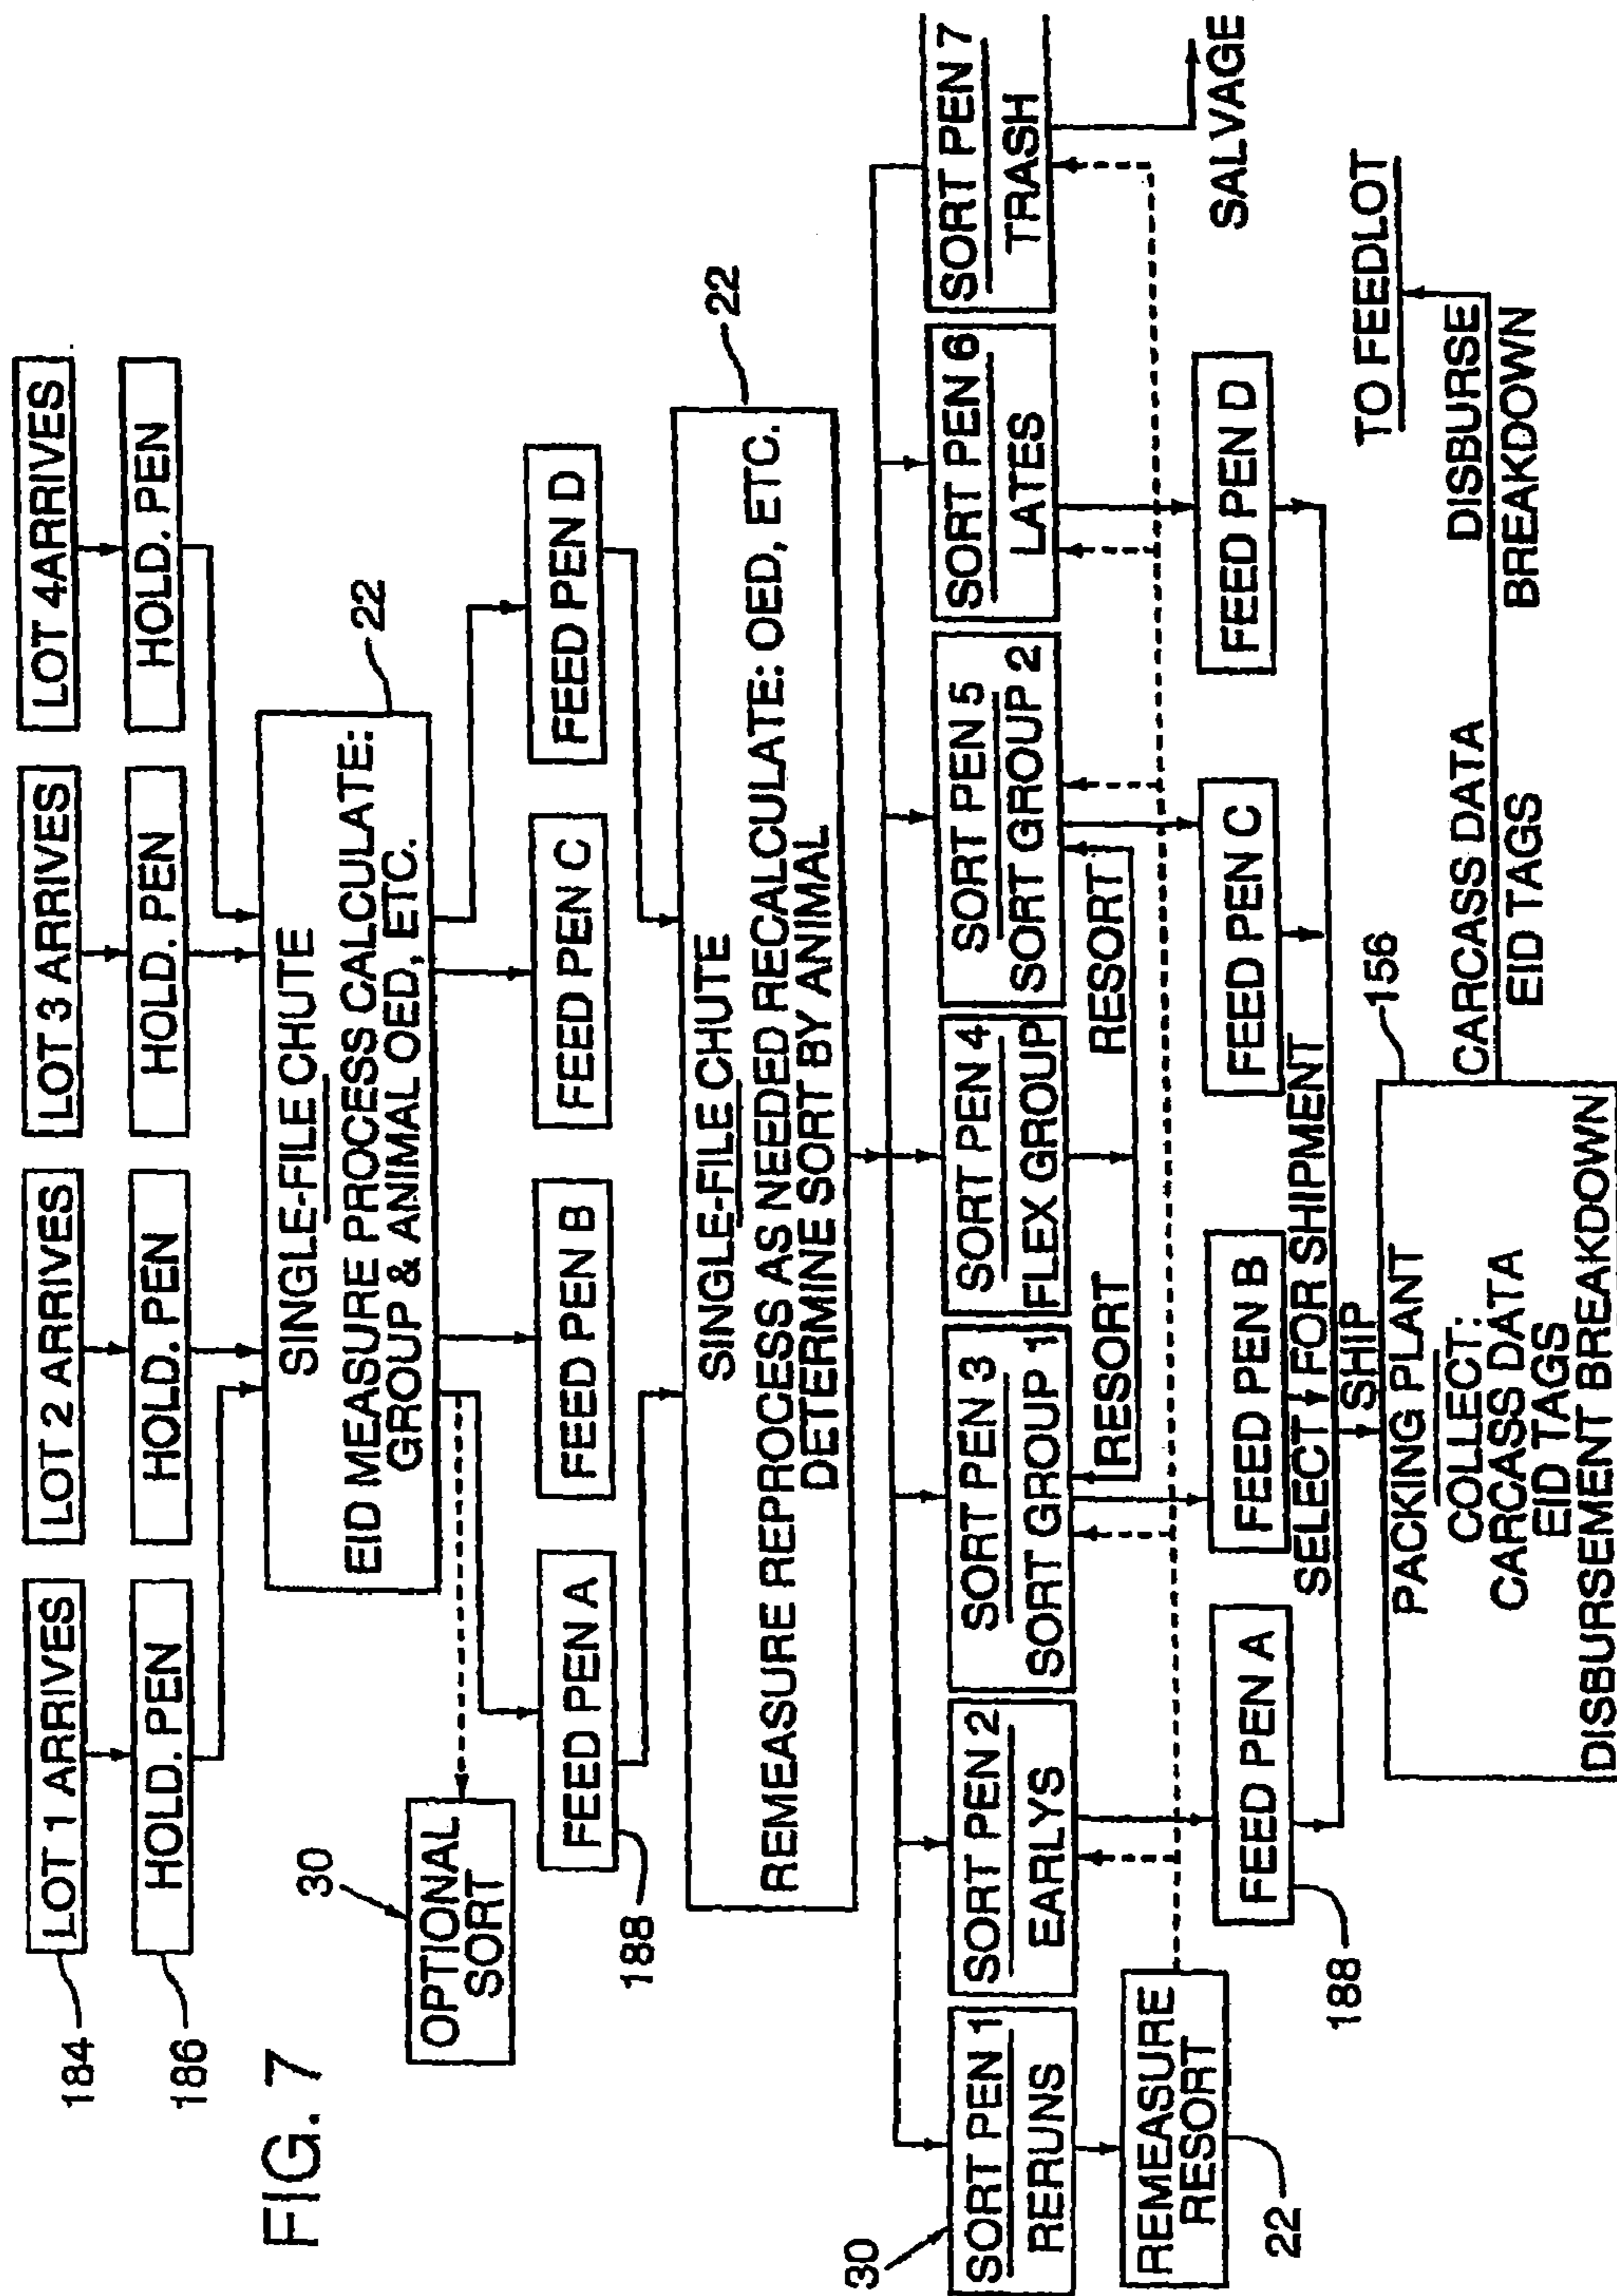 FIG. 7
184
LOT 1 ARRIVES
LOT 2 ARRIVES
LOT 3 ARRIVES
LOT 4ARRIVES
186
HOLD. PEN
HOLD. PEN
HOLD. PEN
HOLD. PEN
SINGLE-FILE CHUTE
EID MEASURE PROCESS CALCULATE:
GROUP & ANIMAL OED, ETC.
22
30
OPTIONAL
SORT
188
FEED PEN A
FEED PEN B
FEED PEN C
FEED PEN D
SINGLE-FILE CHUTE
REMEASURE REPROCESS AS NEEDED RECALCULATE: OED, ETC.
DETERMINE SORT BY ANIMAL
22
30
SORT PEN 1
RERUNS
SORT PEN 2
EARLYS
SORT PEN 3
SORT GROUP 1
SORT PEN 4
FLEX GROUP
SORT PEN 5
SORT GROUP 2
SORT PEN 6
LATES
SORT PEN 7
TRASH
RESORT
RESORT
SALVAGE
REMEASURE
RESORT
22
188
FEED PEN A
FEED PEN B
FEED PEN C
FEED PEN D
SELECT FOR SHIPMENT
SHIP
156
PACKING PLANT
COLLECT:
CARCASS DATA
EID TAGS
DISBURSEMENT BREAKDOWN
CARCASS DATA
EID TAGS
DISBURSE
BREAKDOWN
TO FEEDLOT